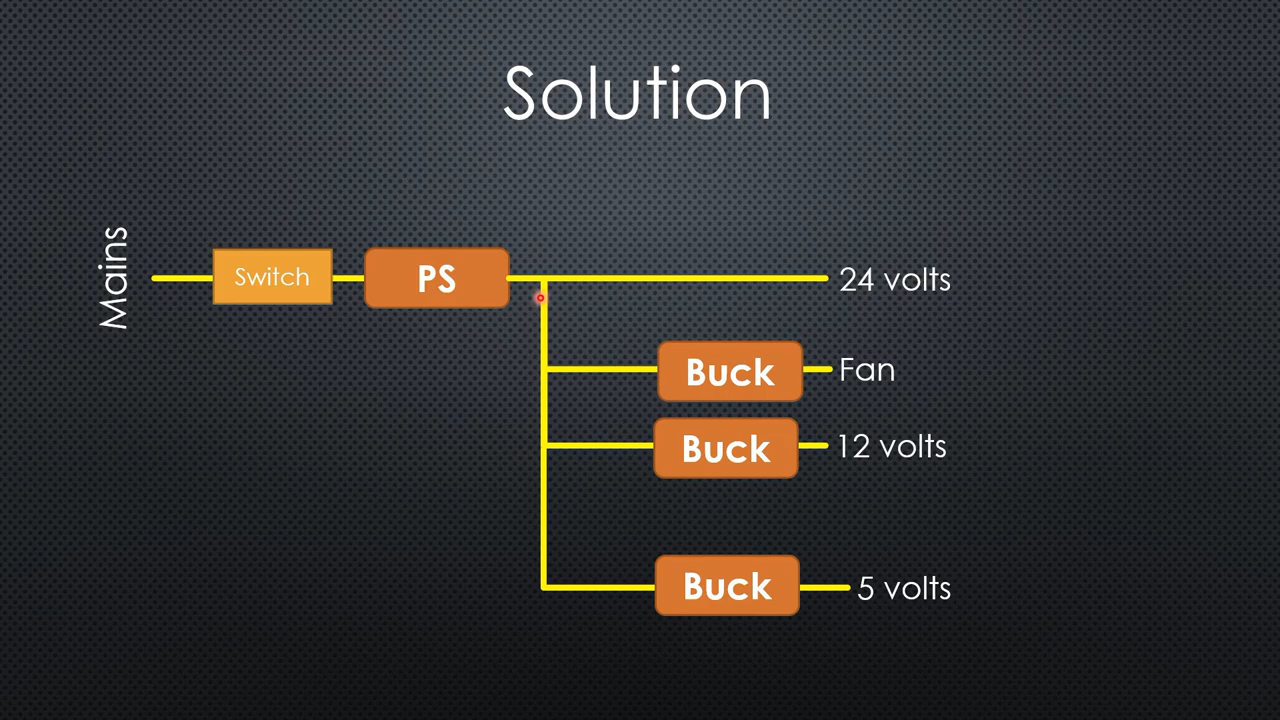 Solution
Mains
Switch
PS
24 volts
Buck
Fan
Buck
12 volts
Buck
5 volts